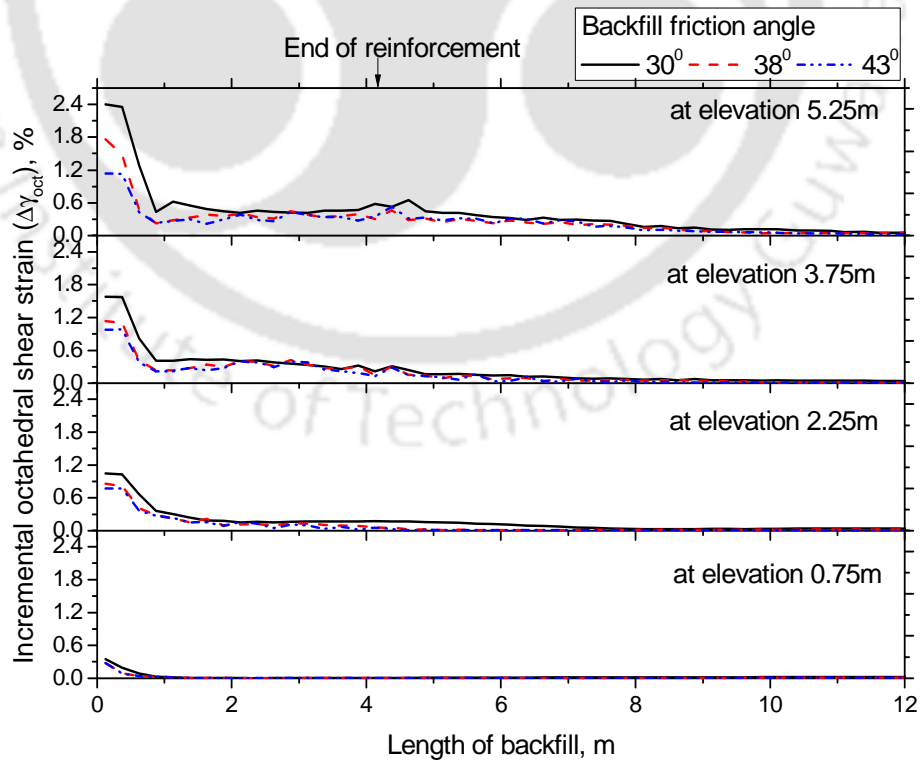 Backfill friction angle
End of reinforcement
30⁰ 38⁰ 43⁰
Incremental octahedral shear strain (Δγoct), %
2.4
at elevation 5.25m
1.8
1.2
0.6
0.0
2.4
at elevation 3.75m
1.8
1.2
0.6
0.0
2.4
at elevation 2.25m
1.8
1.2
0.6
0.0
2.4
at elevation 0.75m
1.8
1.2
0.6
0.0
0 2 4 6 8 10 12
Length of backfill, m
itute of Technology Guw